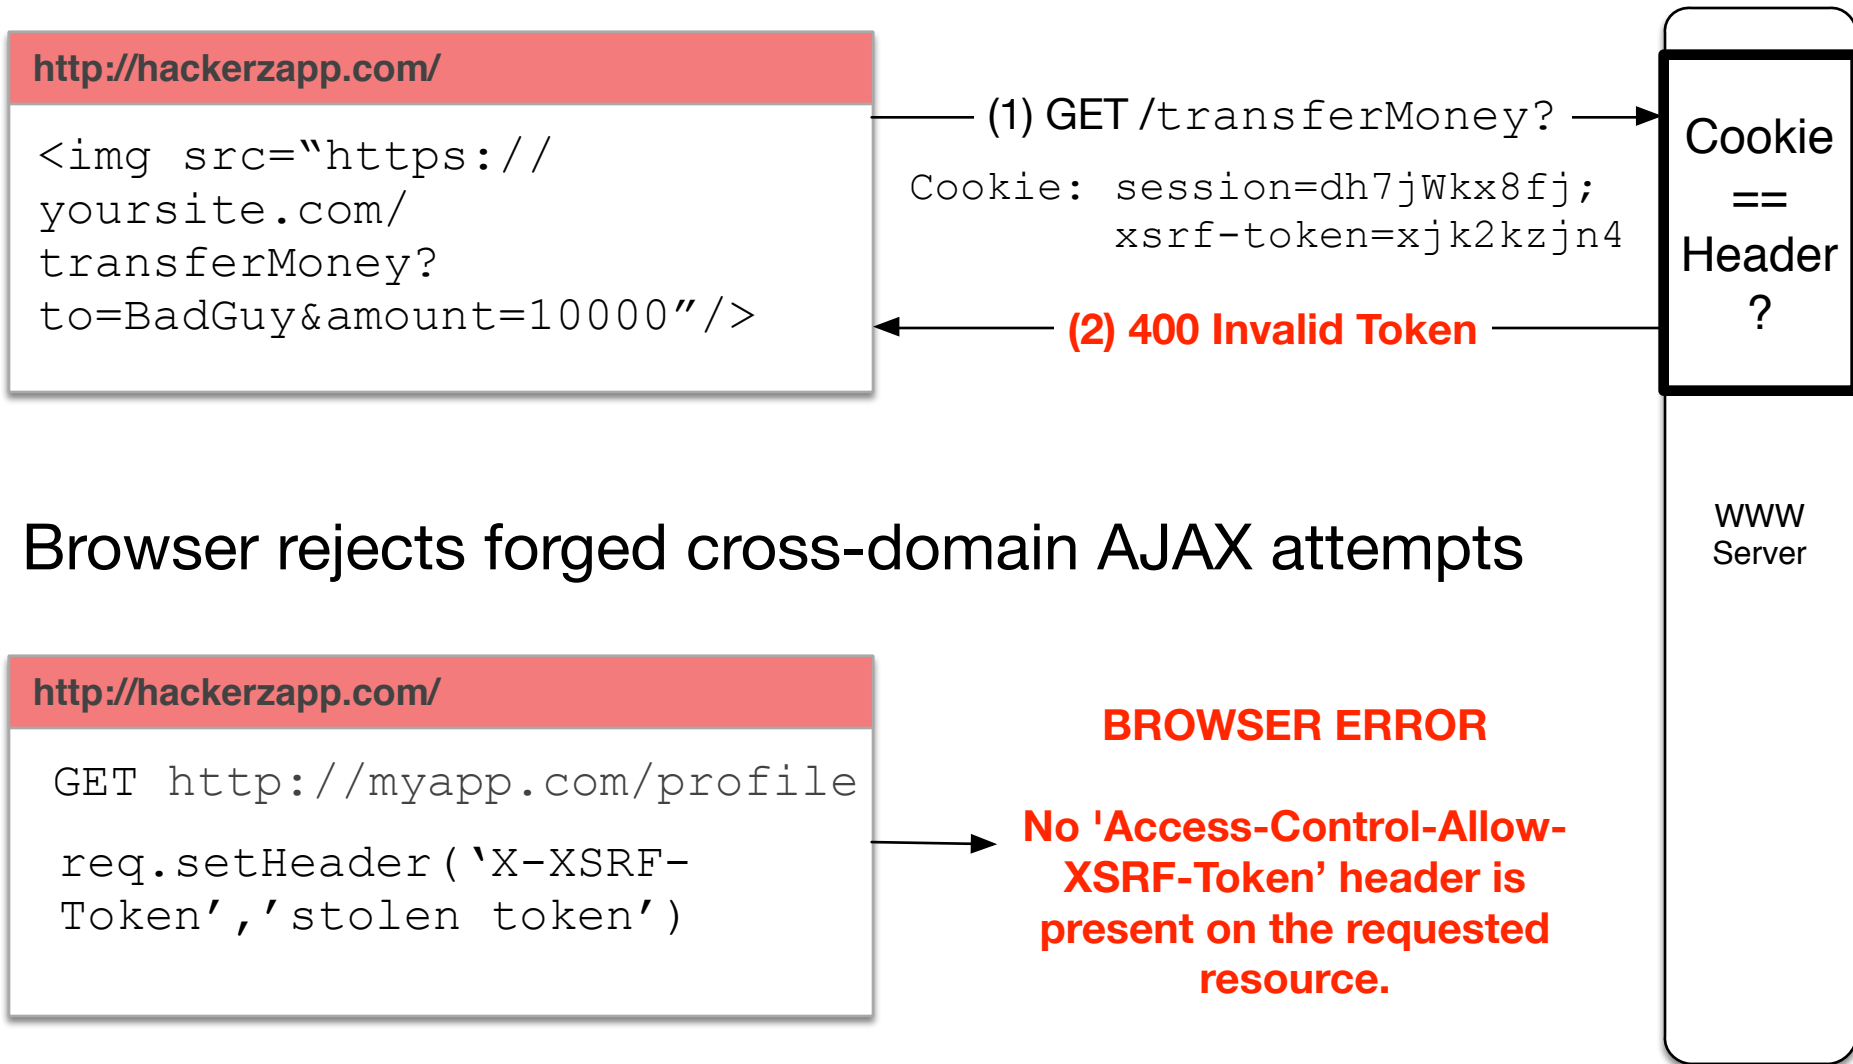 http://hackerzapp.com/
<img src=“https://
yoursite.com/
transferMoney?
to=BadGuy&amount=10000”/>
(1) GET /transferMoney?
Cookie: session=dh7jWkx8fj;
xsrf-token=xjk2kzjn4
(2) 400 Invalid Token
Cookie
==
Header
?
WWW
Server
Browser rejects forged cross-domain AJAX attempts
http://hackerzapp.com/
GET http://myapp.com/profile
req.setHeader(‘X-XSRF-
Token’,’stolen token’)
BROWSER ERROR
No 'Access-Control-Allow-
XSRF-Token’ header is
present on the requested
resource.